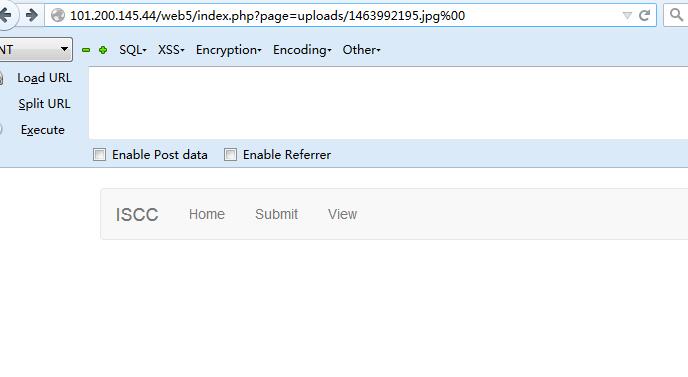 101.200.145.44/web5/index.php?page=uploads/1463992195.jpg%00
NT SQL XSS Encryption Encoding Other
Load URL
Split URL
Execute
Enable Post data Enable Referrer
ISCC Home Submit View